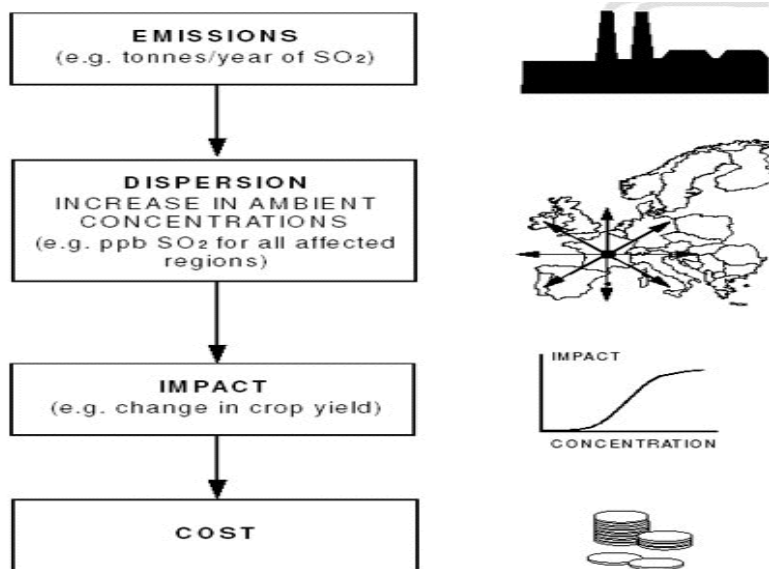 EMISSIONS
(e.g. tonnes/year of SO₂)
DISPERSION
INCREASE IN AMBIENT
CONCENTRATIONS
(e.g. ppb SO₂ for all affected
regions)
IMPACT
(e.g. change in crop yield)
IMPACT
CONCENTRATION
COST